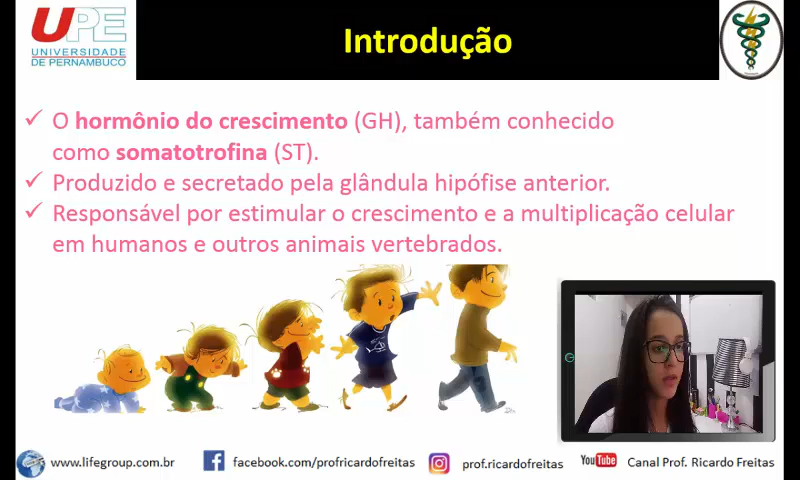 UPE
UNIVERSIDADE
DE PERNAMBUCO
Introdução
✓ O hormônio do crescimento (GH), também conhecido
como somatotrofina (ST).
✓ Produzido e secretado pela glândula hipófise anterior.
✓ Responsável por estimular o crescimento e a multiplicação celular
em humanos e outros animais vertebrados.
www.lifegroup.com.br
facebook.com/profricardofreitas
prof.ricardofreitas
YouTube
Canal Prof. Ricardo Freitas